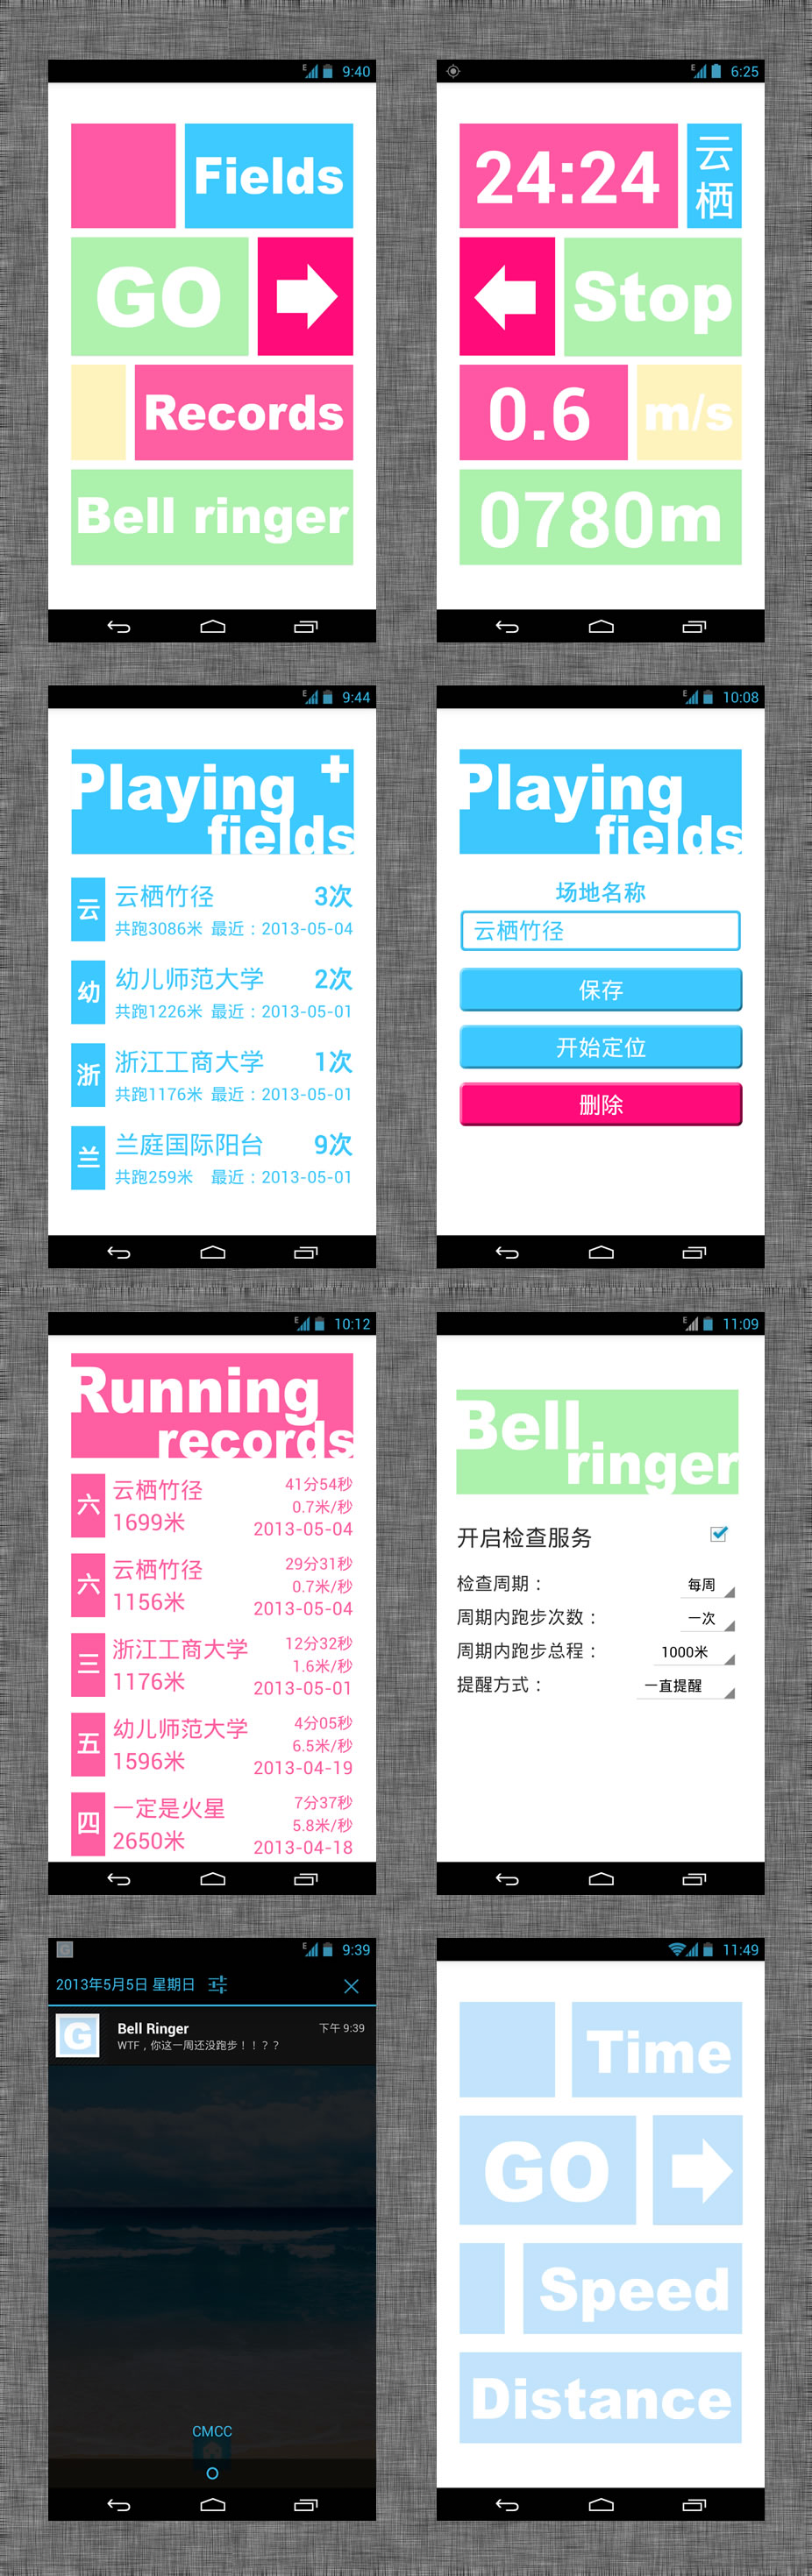 E 9:40
Fields
GO
Records
Bell ringer
E 6:25
24:24
云
栖
Stop
0.6
m/s
0780m
E 9:44
Playing +
fields
云 云栖竹径 3次
共跑3086米 最近：2013-05-04
幼 幼儿师范大学 2次
共跑1226米 最近：2013-05-01
浙 浙江工商大学 1次
共跑1176米 最近：2013-05-01
兰 兰庭国际阳台 9次
共跑259米 最近：2013-05-01
E 10:08
Playing
fields
场地名称
云栖竹径
保存
开始定位
删除
E 10:12
Running
records
六 云栖竹径
1699米
41分54秒
0.7米/秒
2013-05-04
六 云栖竹径
1156米
29分31秒
0.7米/秒
2013-05-04
三 浙江工商大学
1176米
12分32秒
1.6米/秒
2013-05-01
五 幼儿师范大学
1596米
4分05秒
6.5米/秒
2013-04-19
四 一定是火星
2650米
7分37秒
5.8米/秒
2013-04-18
E 11:09
Bell
ringer
开启检查服务
检查周期： 每周
周期内跑步次数： 一次
周期内跑步总程： 1000米
提醒方式： 一直提醒
G E 9:39
2013年5月5日 星期日
G Bell Ringer 下午 9:39
WTF，你这一周还没跑步！！？？
CMCC
11:49
Time
GO
Speed
Distance